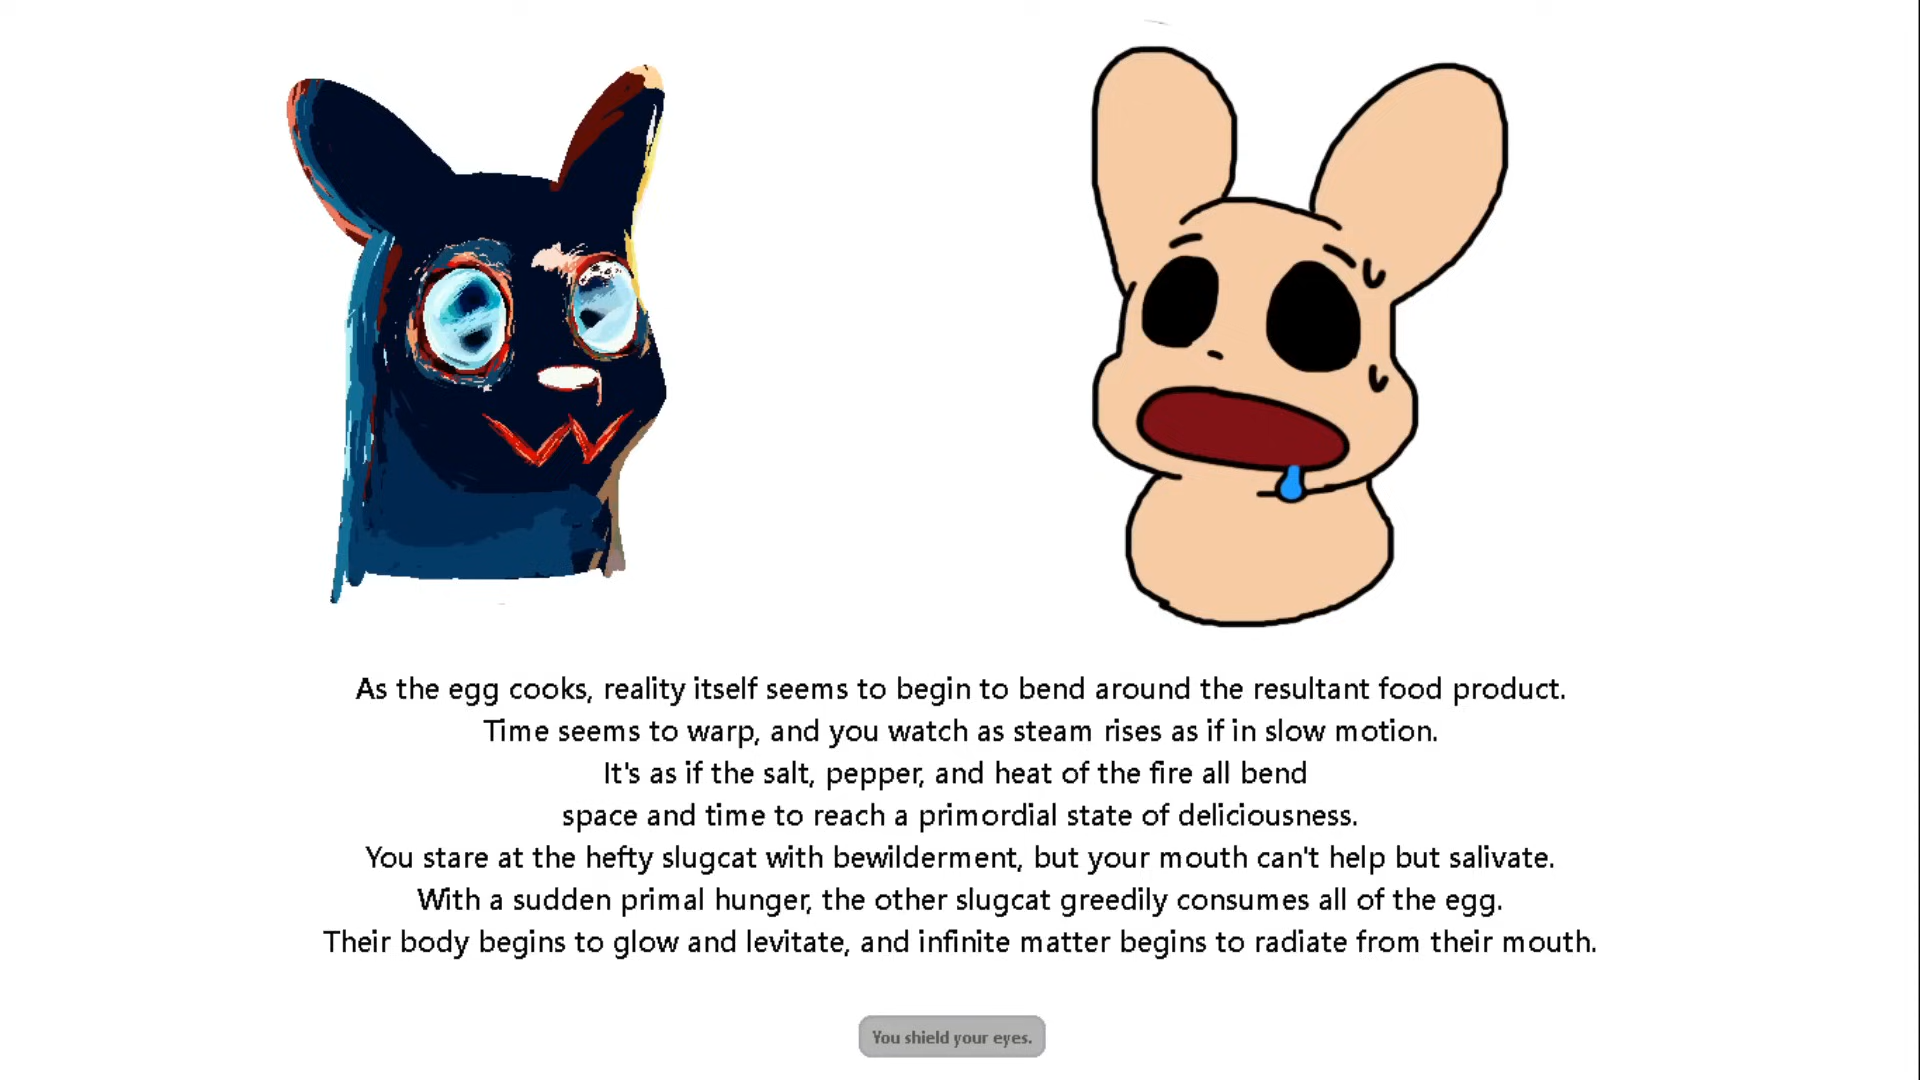 As the egg cooks, reality itself seems to begin to bend around the resultant food product.
Time seems to warp, and you watch as steam rises as if in slow motion.
It's as if the salt, pepper, and heat of the fire all bend
space and time to reach a primordial state of deliciousness.
You stare at the hefty slugcat with bewilderment, but your mouth can't help but salivate.
With a sudden primal hunger, the other slugcat greedily consumes all of the egg.
Their body begins to glow and levitate, and infinite matter begins to radiate from their mouth.
You shield your eyes.